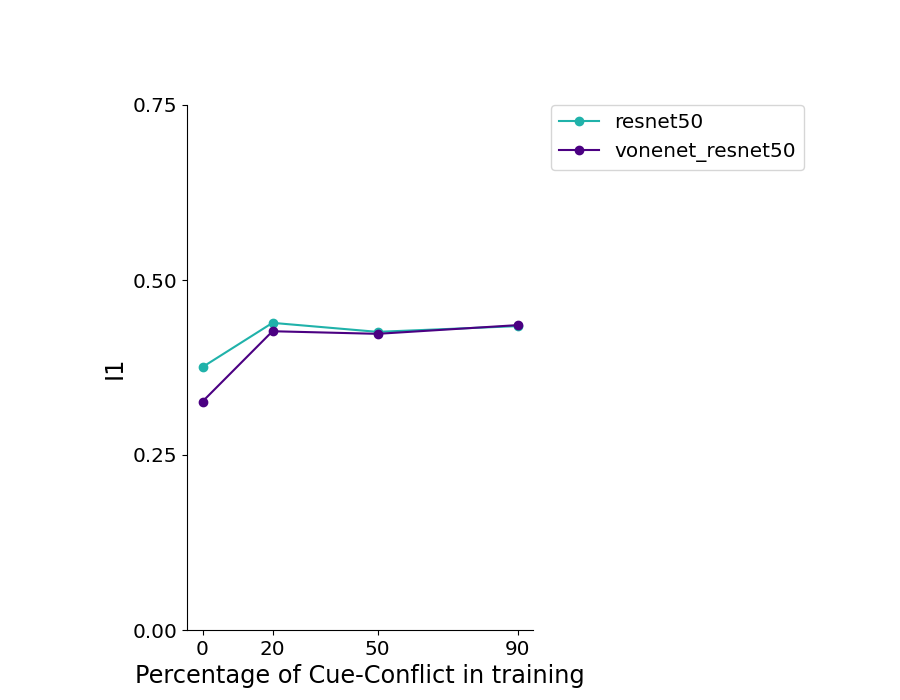 resnet50
vonenet_resnet50
0.75
0.50
0.25
0.00
l1
0 20 50 90
Percentage of Cue-Conflict in training